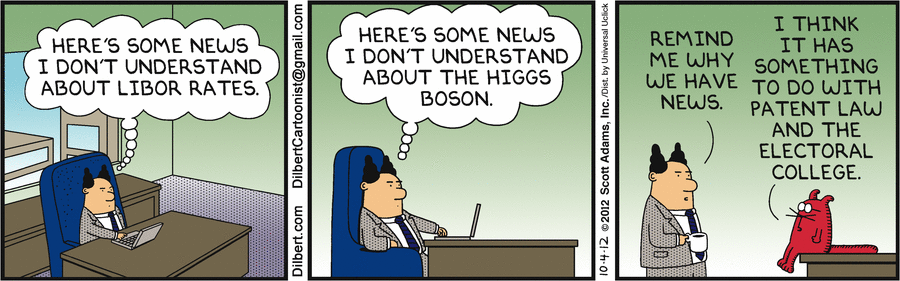 HERE'S SOME NEWS
I DON'T UNDERSTAND
ABOUT LIBOR RATES.
Dilbert.com DilbertCartoonist@gmail.com
HERE'S SOME NEWS
I DON'T UNDERSTAND
ABOUT THE HIGGS
BOSON.
10-4-12 ©2012 Scott Adams, Inc./Dist. by Universal Uclick
REMIND
ME WHY
WE HAVE
NEWS.
I THINK
IT HAS
SOMETHING
TO DO WITH
PATENT LAW
AND THE
ELECTORAL
COLLEGE.